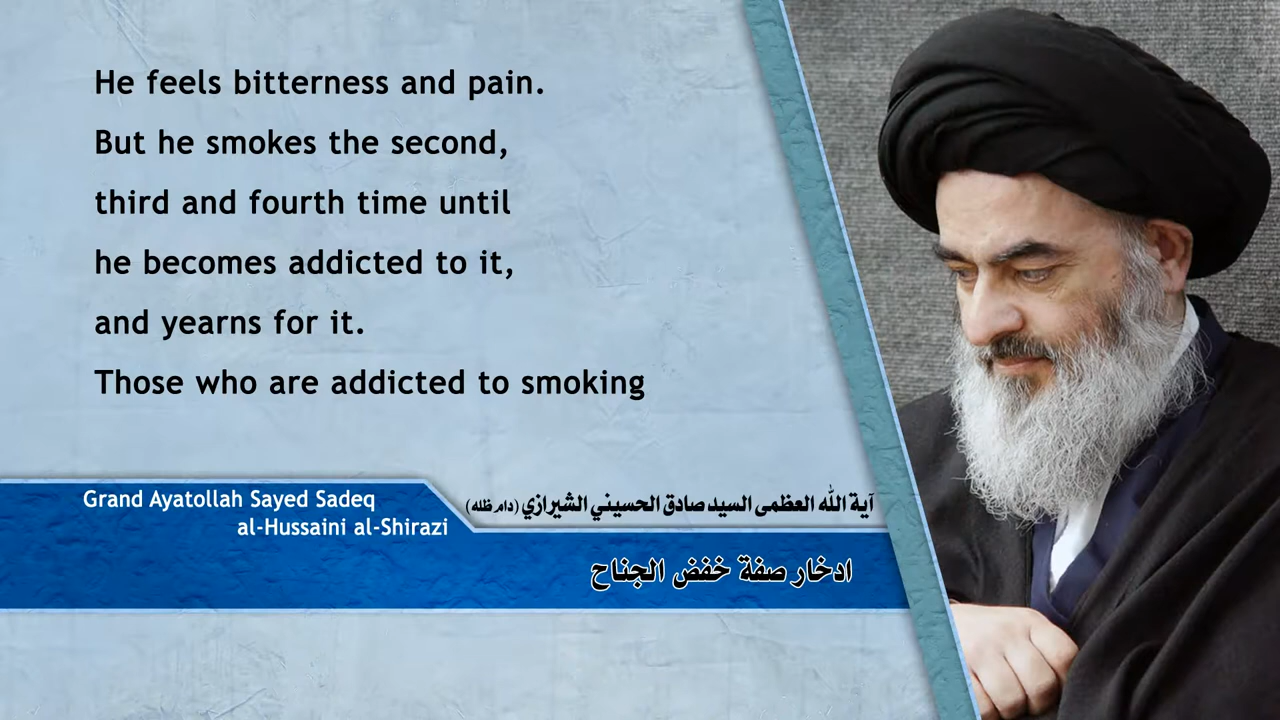 He feels bitterness and pain.
But he smokes the second,
third and fourth time until
he becomes addicted to it,
and yearns for it.
Those who are addicted to smoking
Grand Ayatollah Sayed Sadeq
al-Hussaini al-Shirazi
آية الله العظمى السيد صادق الحسيني الشيرازي (دام ظله)
ادخار صفة خفض الجناح